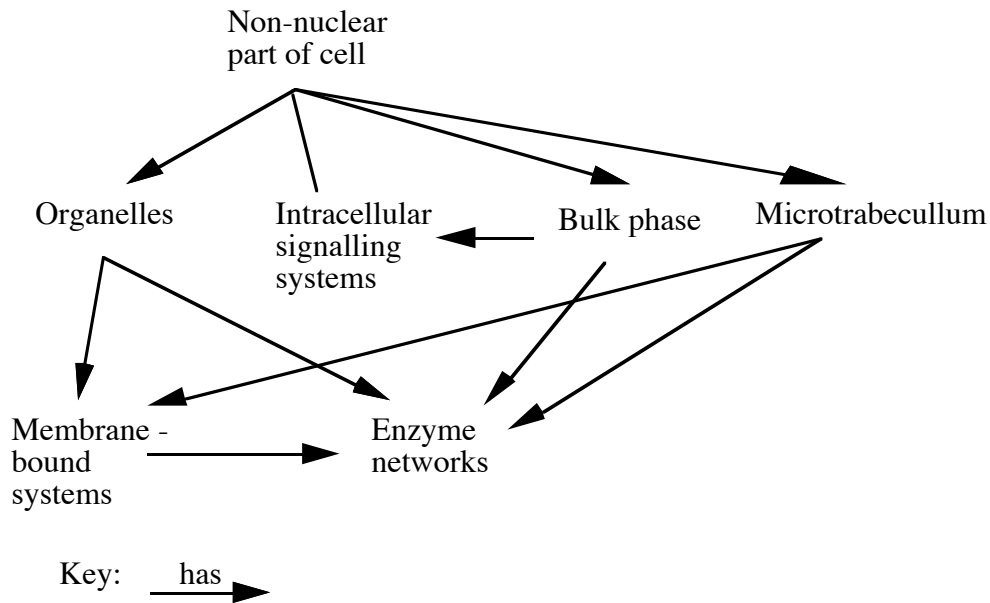 Non-nuclear
part of cell
Organelles
Intracellular
signalling
systems
Bulk phase
Microtrabecullum
Membrane -
bound
systems
Enzyme
networks
Key: has